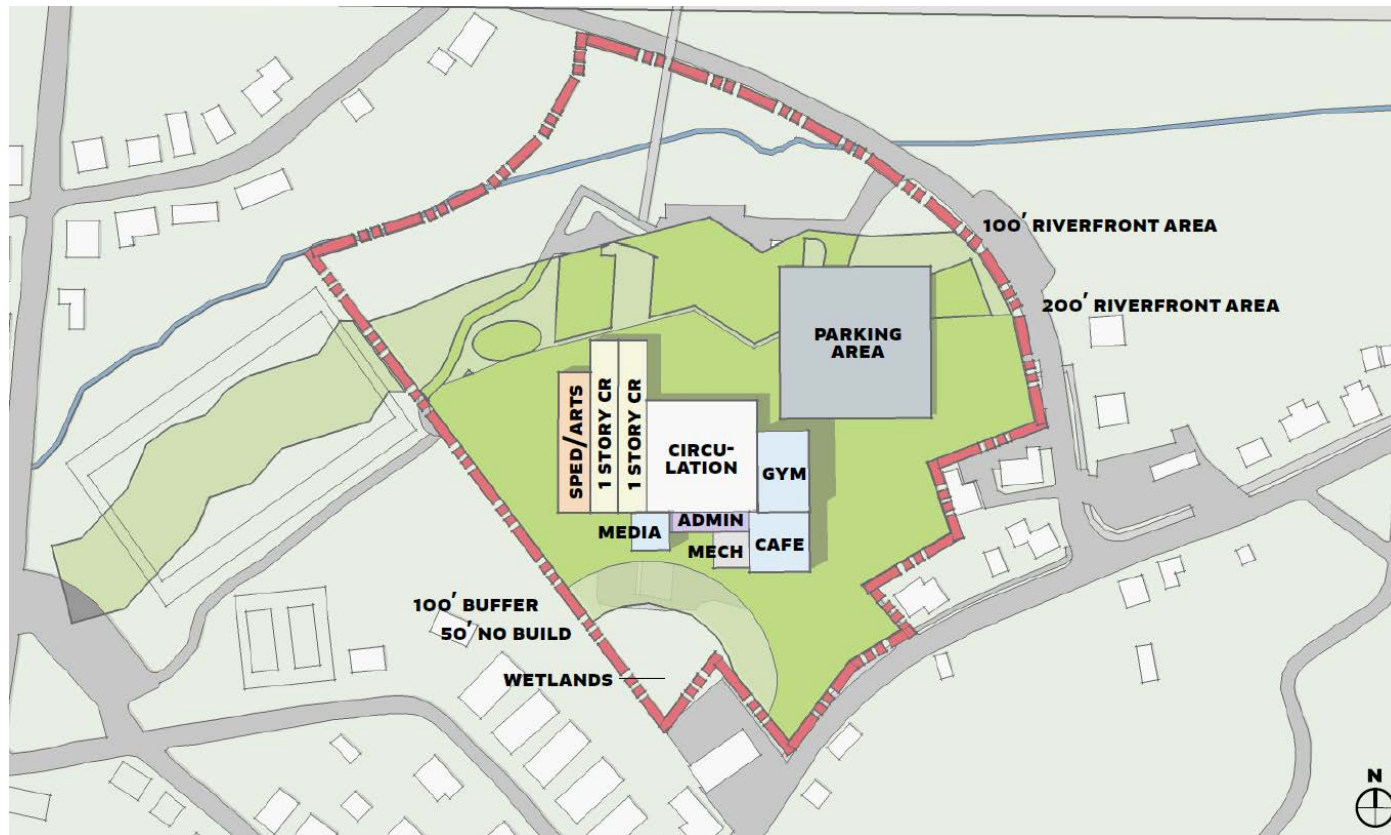 100' RIVERFRONT AREA
200' RIVERFRONT AREA
PARKING
AREA
SPED/ARTS
1 STORY CR
1 STORY CR
CIRCU-
LATION
GYM
MEDIA
ADMIN
MECH
CAFE
100' BUFFER
50' NO BUILD
WETLANDS
N